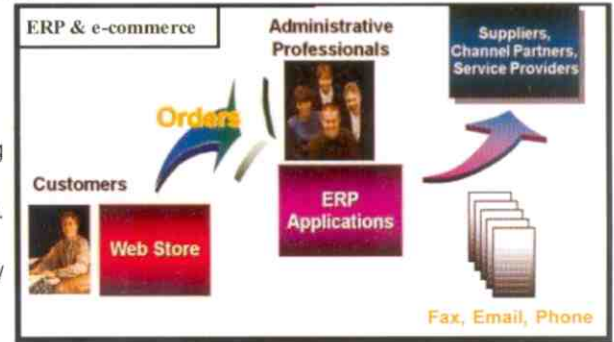 ERP & e-commerce
Administrative
Professionals
Suppliers,
Channel Partners,
Service Providers
Orders
Customers
Web Store
ERP
Applications
Fax, Email, Phone